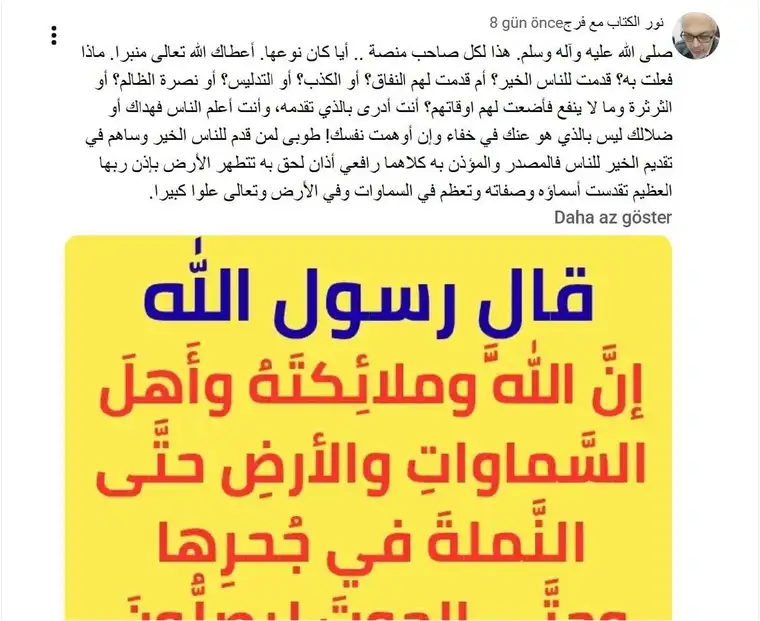 نور الكتاب مع فرج8 gün önce
صلى الله عليه وآله وسلم. هذا لكل صاحب منصة .. أيا كان نوعها. أعطاك الله تعالى منبرا. ماذا
فعلت به؟ قدمت للناس الخير؟ أم قدمت لهم النفاق؟ أو الكذب؟ أو التدليس؟ أو نصرة الظالم؟ أو
الثرثرة وما لا ينفع فأضعت لهم اوقاتهم؟ أنت أدرى بالذي تقدمه، وأنت أعلم الناس فهداك أو
ضلالك ليس بالذي هو عنك في خفاء وإن أوهمت نفسك! طوبى لمن قدم للناس الخير وساهم في
تقديم الخير للناس فالمصدر والمؤذن به كلاهما رافعي أذان لحق به تتطهر الأرض بإذن ربها
العظيم تقدست أسماؤه وصفاته وتعظم في السماوات وفي الأرض وتعالى علوا كبيرا.
Daha az göster
قال رسول الله
إنَّ اللَّهَ وملائِكتَهُ وأَهلَ
السَّماواتِ والأرضِ حتَّى
النَّملةَ في جُحرِها
وحتَّى الحوتَ ليصلُّونَ